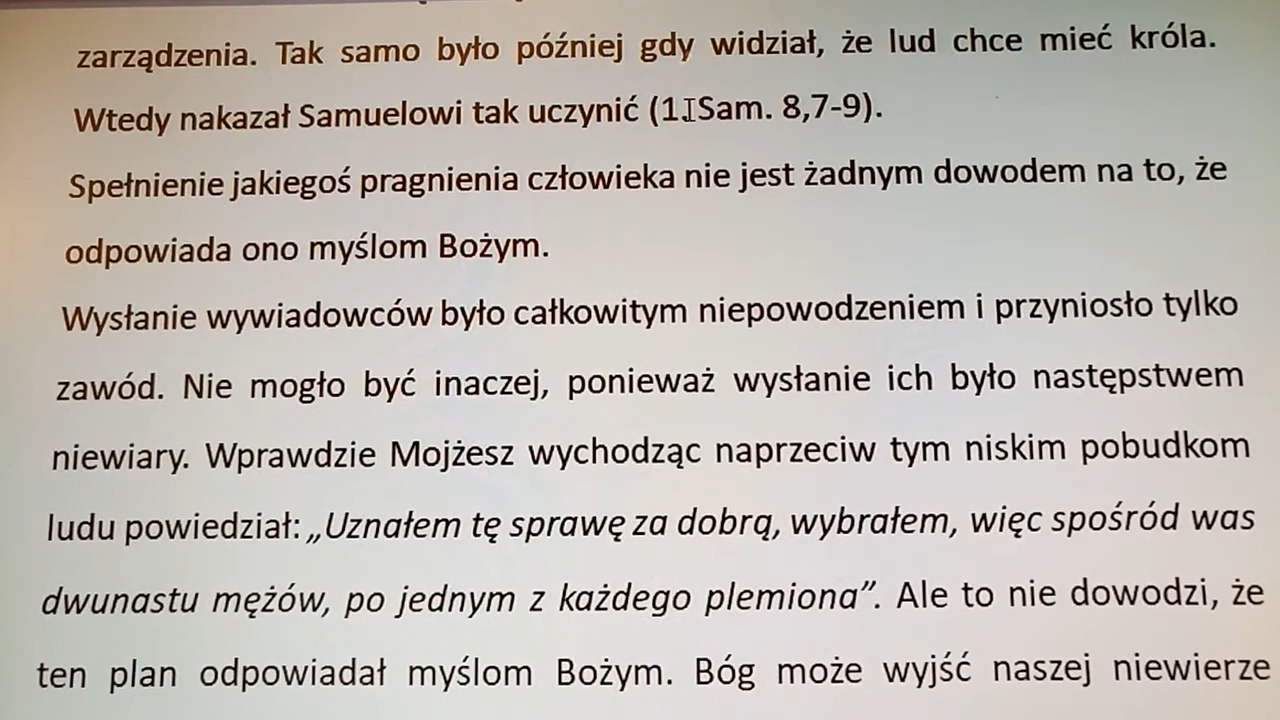 zarządzenia. Tak samo było później gdy widział, że lud chce mieć króla.
Wtedy nakazał Samuelowi tak uczynić (1 Sam. 8,7-9).
Spełnienie jakiegoś pragnienia człowieka nie jest żadnym dowodem na to, że
odpowiada ono myślom Bożym.
Wysłanie wywiadowców było całkowitym niepowodzeniem i przyniosło tylko
zawód. Nie mogło być inaczej, ponieważ wysłanie ich było następstwem
niewiary. Wprawdzie Mojżesz wychodząc naprzeciw tym niskim pobudkom
ludu powiedział: „Uznałem tę sprawę za dobrą, wybrałem, więc spośród was
dwunastu mężów, po jednym z każdego plemiona”. Ale to nie dowodzi, że
ten plan odpowiadał myślom Bożym. Bóg może wyjść naszej niewierze